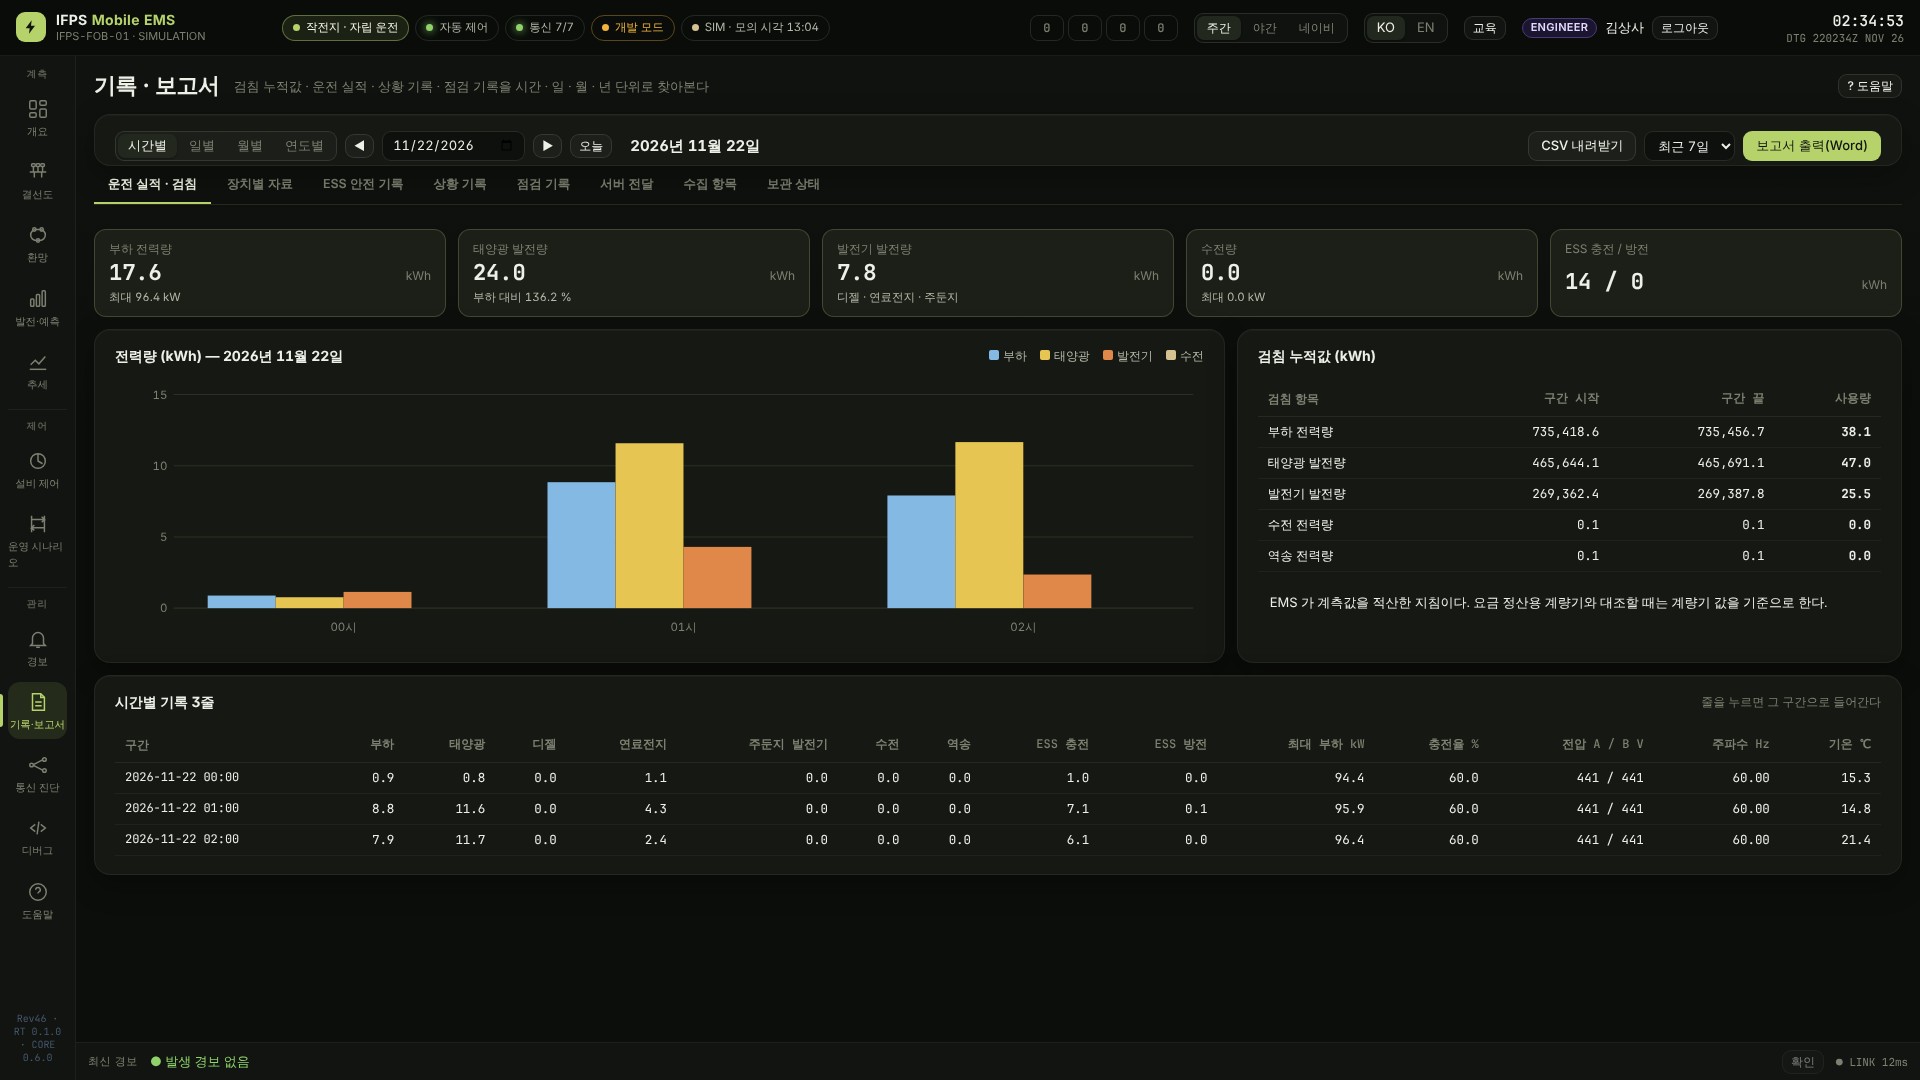 IFPS Mobile EMS
IFPS-FOB-01 · SIMULATION
작전지 · 자립 운전
자동 제어
통신 7/7
개발 모드
SIM · 모의 시각 13:04
0 0 0 0
주간 야간 네이비
KO EN
교육
ENGINEER 김상사 로그아웃
02:34:53
DTG 220234Z NOV 26
계측
개요
결선도
환망
발전·예측
추세
제어
설비 제어
운영 시나리
오
관리
경보
기록·보고서
통신 진단
디버그
도움말
Rev46 ·
RT 0.1.0
· CORE
0.6.0
기록 · 보고서 검침 누적값 · 운전 실적 · 상황 기록 · 점검 기록을 시간 · 일 · 월 · 년 단위로 찾아본다
? 도움말
시간별 일별 월별 연도별 ◀ 11/22/2026 ▶ 오늘 2026년 11월 22일
CSV 내려받기 최근 7일 보고서 출력(Word)
운전 실적 · 검침 장치별 자료 ESS 안전 기록 상황 기록 점검 기록 서버 전달 수집 항목 보관 상태
부하 전력량
17.6 kWh
최대 96.4 kW
태양광 발전량
24.0 kWh
부하 대비 136.2 %
발전기 발전량
7.8 kWh
디젤 · 연료전지 · 주둔지
수전량
0.0 kWh
최대 0.0 kW
ESS 충전 / 방전
14 / 0 kWh
전력량 (kWh) — 2026년 11월 22일
부하 태양광 발전기 수전
15
10
5
0
00시 01시 02시
검침 누적값 (kWh)
검침 항목 구간 시작 구간 끝 사용량
부하 전력량 735,418.6 735,456.7 38.1
태양광 발전량 465,644.1 465,691.1 47.0
발전기 발전량 269,362.4 269,387.8 25.5
수전 전력량 0.1 0.1 0.0
역송 전력량 0.1 0.1 0.0
EMS 가 계측값을 적산한 지침이다. 요금 정산용 계량기와 대조할 때는 계량기 값을 기준으로 한다.
시간별 기록 3줄
줄을 누르면 그 구간으로 들어간다
구간 부하 태양광 디젤 연료전지 주둔지 발전기 수전 역송 ESS 충전 ESS 방전 최대 부하 kW 충전율 % 전압 A / B V 주파수 Hz 기온 ℃
2026-11-22 00:00 0.9 0.8 0.0 1.1 0.0 0.0 0.0 1.0 0.0 94.4 60.0 441 / 441 60.00 15.3
2026-11-22 01:00 8.8 11.6 0.0 4.3 0.0 0.0 0.0 7.1 0.1 95.9 60.0 441 / 441 60.00 14.8
2026-11-22 02:00 7.9 11.7 0.0 2.4 0.0 0.0 0.0 6.1 0.0 96.4 60.0 441 / 441 60.00 21.4
최신 경보 발생 경보 없음
확인 LINK 12ms